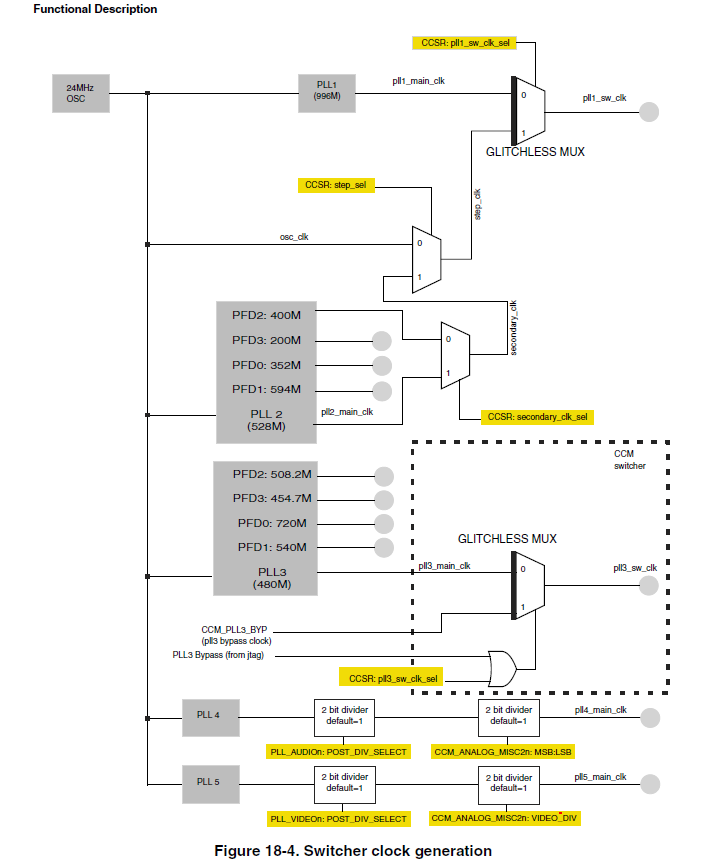 Functional Description
CCSR: pll1_sw_clk_sel
24MHz
OSC
PLL1
(996M)
pll1_main_clk
0
pll1_sw_clk
1
GLITCHLESS MUX
CCSR: step_sel
step_clk
osc_clk
0
1
secondary_clk
PFD2: 400M
PFD3: 200M
0
PFD0: 352M
1
PFD1: 594M
PLL 2
(528M)
pll2_main_clk
CCSR: secondary_clk_sel
CCM
switcher
PFD2: 508.2M
PFD3: 454.7M
PFD0: 720M
PFD1: 540M
GLITCHLESS MUX
PLL3
(480M)
pll3_main_clk
0
pll3_sw_clk
1
CCM_PLL3_BYP
(pll3 bypass clock)
PLL3 Bypass (from jtag)
CCSR: pll3_sw_clk_sel
PLL 4
2 bit divider
default=1
2 bit divider
default=1
pll4_main_clk
PLL_AUDIOn: POST_DIV_SELECT
CCM_ANALOG_MISC2n: MSB:LSB
PLL 5
2 bit divider
default=1
2 bit divider
default=1
pll5_main_clk
PLL_VIDEOn: POST_DIV_SELECT
CCM_ANALOG_MISC2n: VIDEO_DIV
Figure 18-4. Switcher clock generation